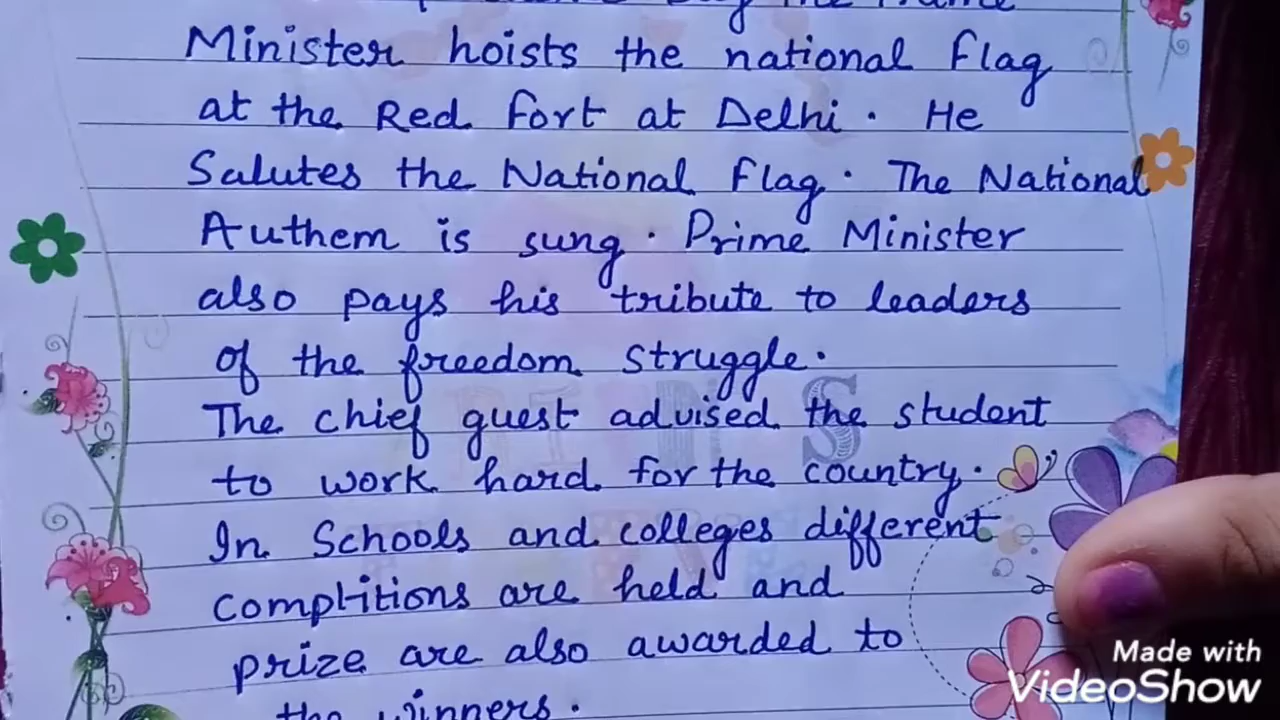 Minister hoists the national flag
at the Red fort at Delhi. He
Salutes the National flag. The National
Authem is sung. Prime Minister
also pays his tribute to leaders
of the freedom struggle.
The chief guest advised the student
to work hard for the country.
In Schools and colleges different
complitions are held and
prize are also awarded to
the winners.
Made with
VideoShow